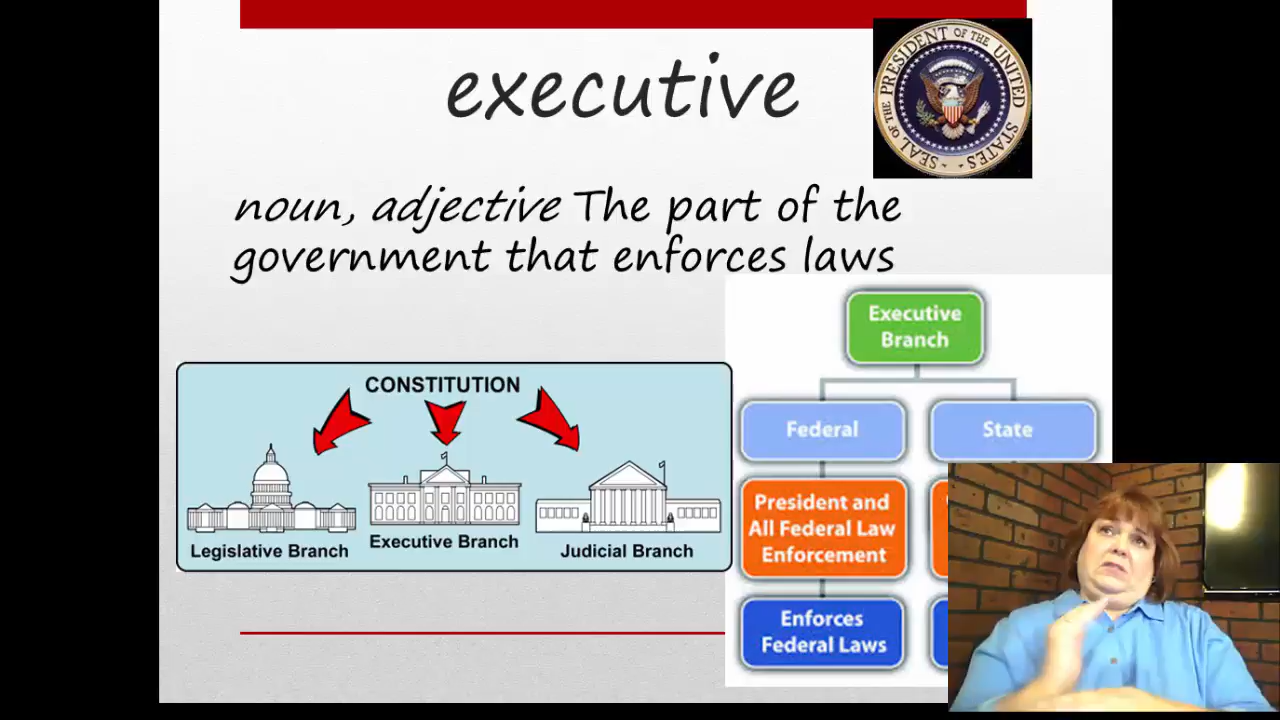 executive
SEAL OF THE PRESIDENT OF THE UNITED STATES
noun, adjective The part of the
government that enforces laws
CONSTITUTION
Legislative Branch
Executive Branch
Judicial Branch
Executive
Branch
Federal
State
President and
All Federal Law
Enforcement
Enforces
Federal Laws